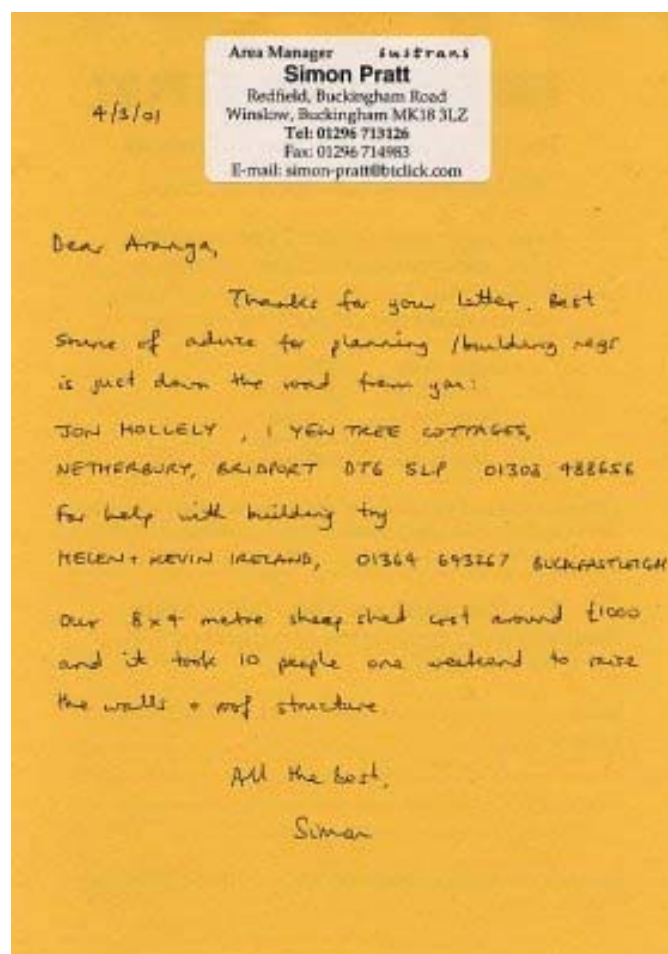 Area Manager sustrans
Simon Pratt
Redfield, Buckingham Road
Winslow, Buckingham MK18 3LZ
Tel: 01296 713126
Fax: 01296 714983
E-mail: simon-pratt@btclick.com
4/3/01
Dear Aranga,
Thanks for your letter. Best
source of advice for planning /building regs
is just down the road from you:
JON HOLLELY, 1 YEW TREE COTTAGES,
NETHERBURY, BRIDPORT DT6 5LP 01308 488656
For help with building try
HELEN + KEVIN IRELAND, 01364 643267 BUCKFASTLEIGH
Our 8x4 metre sheep shed cost around £1000
and it took 10 people one weekend to raise
the walls + roof structure.
All the best,
Simon